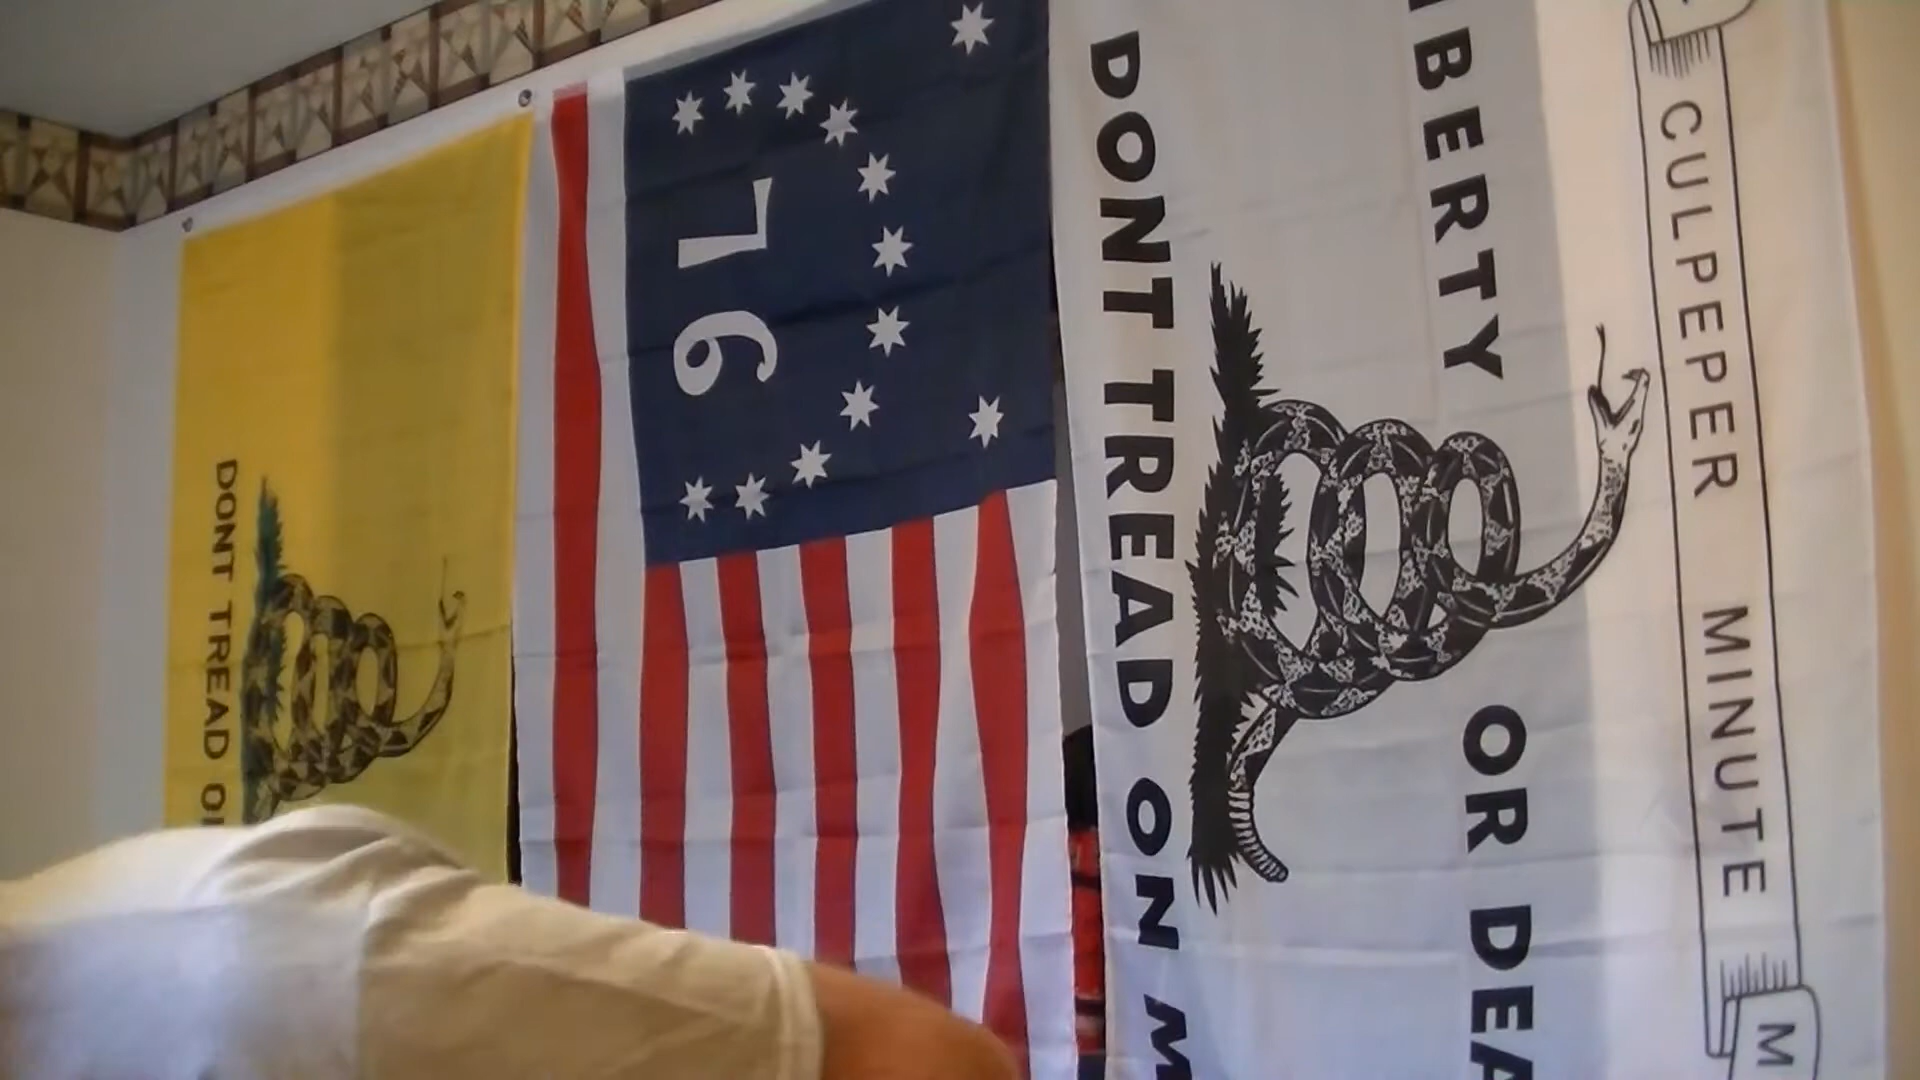 DONT TREAD O
76
DONT TREAD ON M
BERTY
OR DEA
CULPEPER MINUTE M